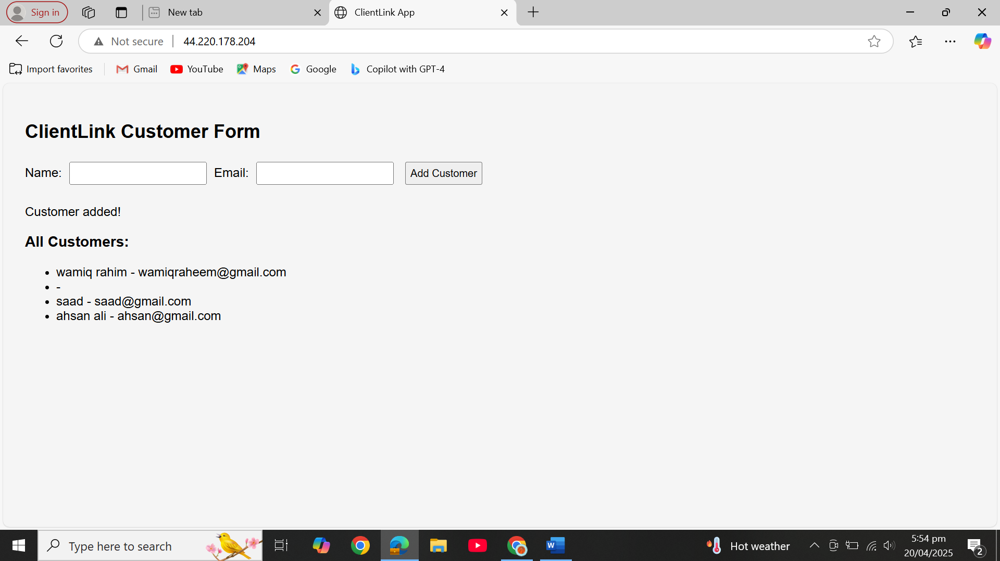 Sign in
New tab
ClientLink App
Not secure
44.220.178.204
Import favorites
Gmail
YouTube
Maps
Google
Copilot with GPT-4
ClientLink Customer Form
Name:
Email:
Add Customer
Customer added!
All Customers:
• wamiq rahim - wamiqraheem@gmail.com
• -
• saad - saad@gmail.com
• ahsan ali - ahsan@gmail.com
Type here to search
Hot weather
5:54 pm
20/04/2025
2